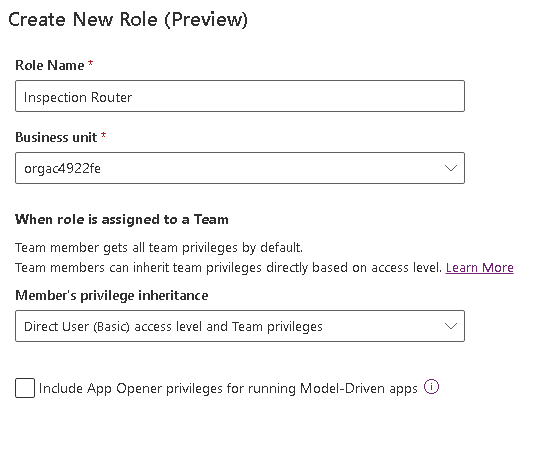 Create New Role (Preview)
Role Name *
Inspection Router
Business unit *
orgac4922fe
When role is assigned to a Team
Team member gets all team privileges by default.
Team members can inherit team privileges directly based on access level. Learn More
Member's privilege inheritance
Direct User (Basic) access level and Team privileges
Include App Opener privileges for running Model-Driven apps